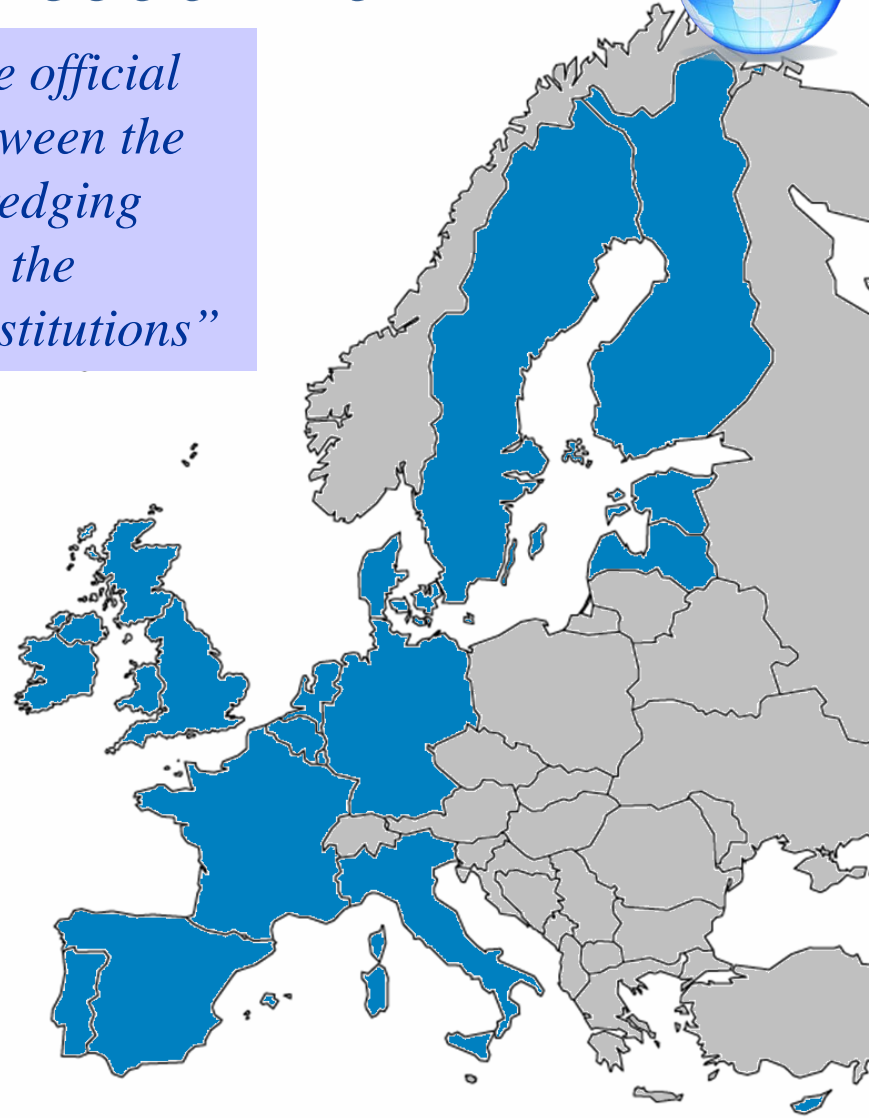 e official
ween the
edging
the
stitutions”